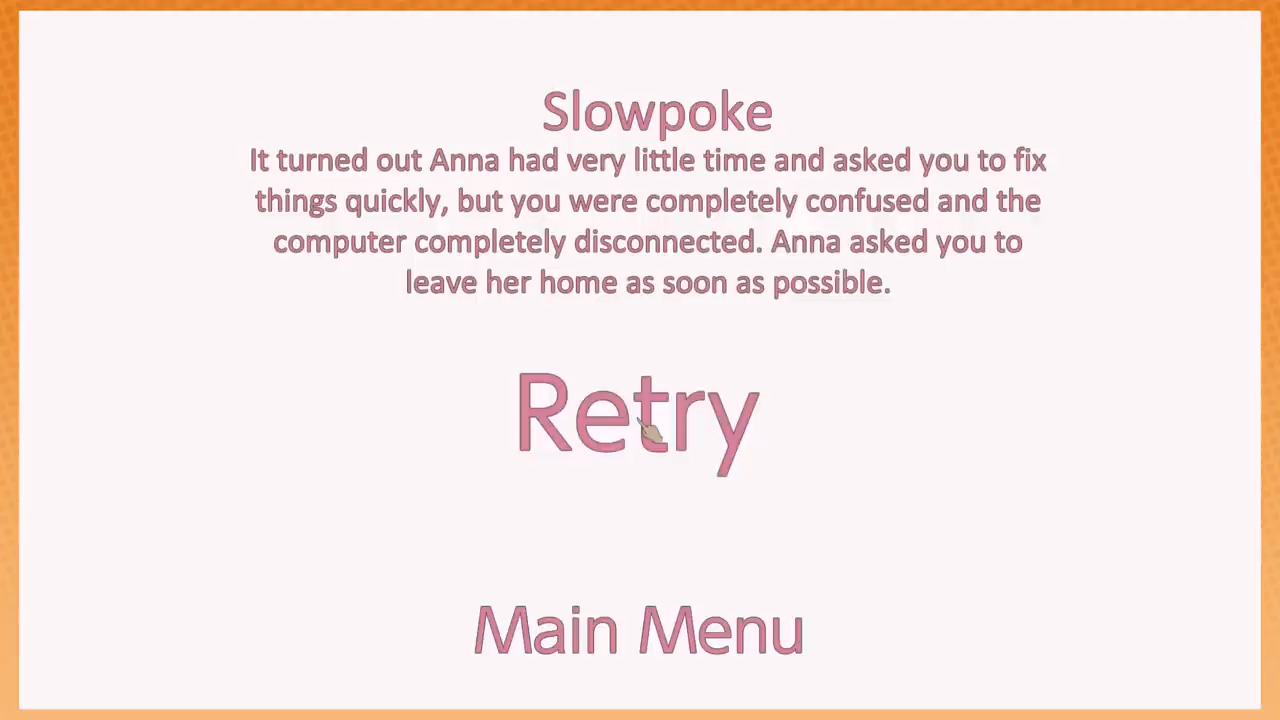 Slowpoke
It turned out Anna had very little time and asked you to fix
things quickly, but you were completely confused and the
computer completely disconnected. Anna asked you to
leave her home as soon as possible.
Retry
Main Menu